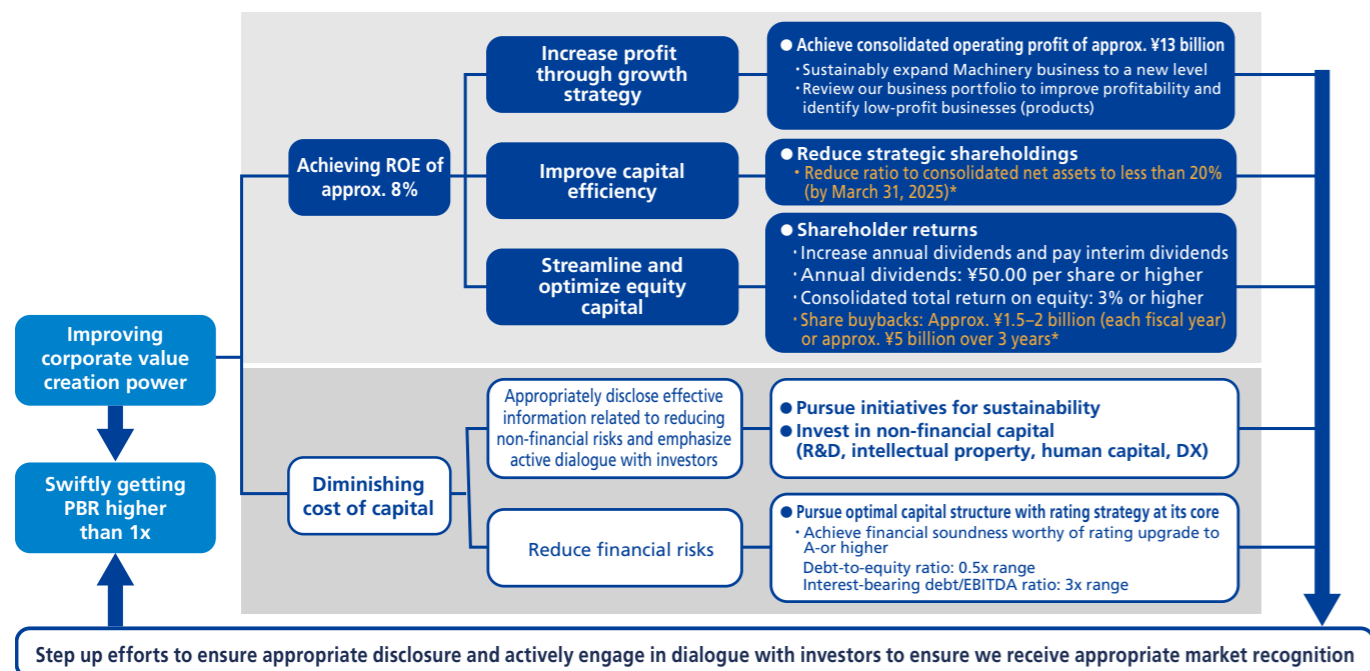 Improving
corporate value
creation power
Swiftly getting
PBR higher
than 1x
Achieving ROE of
approx. 8%
Increase profit
through growth
strategy
● Achieve consolidated operating profit of approx. ¥13 billion
・Sustainably expand Machinery business to a new level
・Review our business portfolio to improve profitability and
identify low-profit businesses (products)
Improve capital
efficiency
● Reduce strategic shareholdings
・Reduce ratio to consolidated net assets to less than 20%
(by March 31, 2025)*
Streamline and
optimize equity
capital
● Shareholder returns
・Increase annual dividends and pay interim dividends
・Annual dividends: ¥50.00 per share or higher
・Consolidated total return on equity: 3% or higher
・Share buybacks: Approx. ¥1.5–2 billion (each fiscal year)
or approx. ¥5 billion over 3 years*
Diminishing
cost of capital
Appropriately disclose effective
information related to reducing
non-financial risks and emphasize
active dialogue with investors
● Pursue initiatives for sustainability
● Invest in non-financial capital
(R&D, intellectual property, human capital, DX)
Reduce financial risks
● Pursue optimal capital structure with rating strategy at its core
・Achieve financial soundness worthy of rating upgrade to
A-or higher
Debt-to-equity ratio: 0.5x range
Interest-bearing debt/EBITDA ratio: 3x range
Step up efforts to ensure appropriate disclosure and actively engage in dialogue with investors to ensure we receive appropriate market recognition